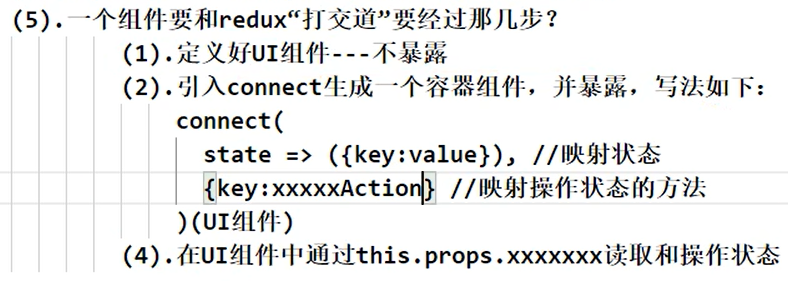 (5).一个组件要和redux“打交道”要经过那几步？
(1).定义好UI组件---不暴露
(2).引入connect生成一个容器组件，并暴露，写法如下：
connect(
state => ({key:value}), //映射状态
{key:xxxxxAction} //映射操作状态的方法
)(UI组件)
(4).在UI组件中通过this.props.xxxxxxx读取和操作状态